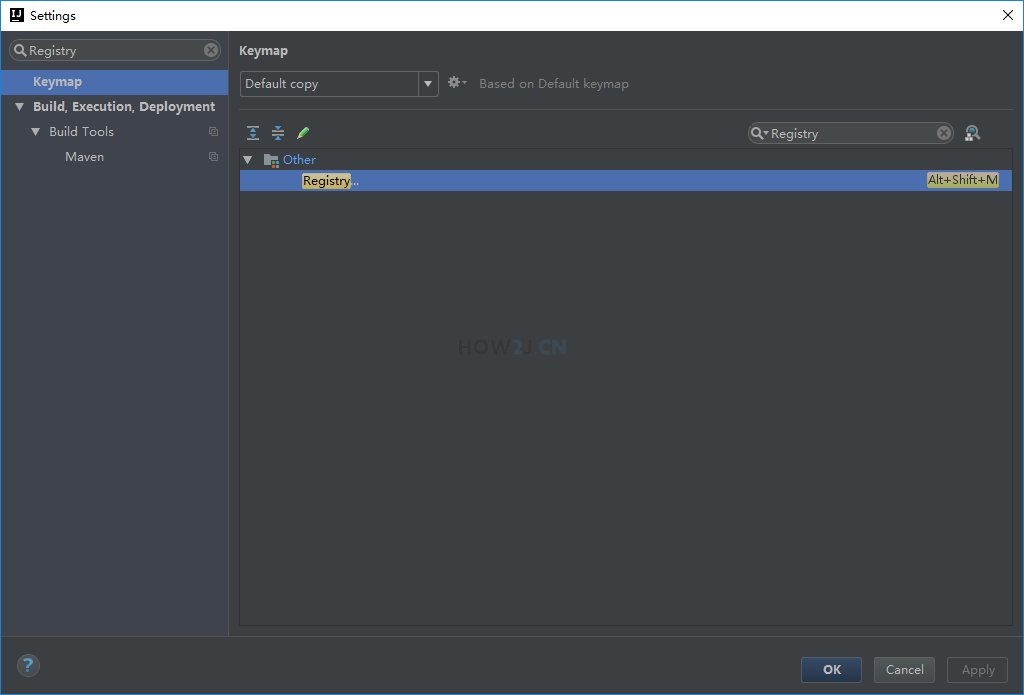 Settings
Registry
Keymap
Build, Execution, Deployment
Build Tools
Maven
Keymap
Default copy
Based on Default keymap
Registry
Other
Registry...
Alt+Shift+M
HOW2J.CN
?
OK
Cancel
Apply